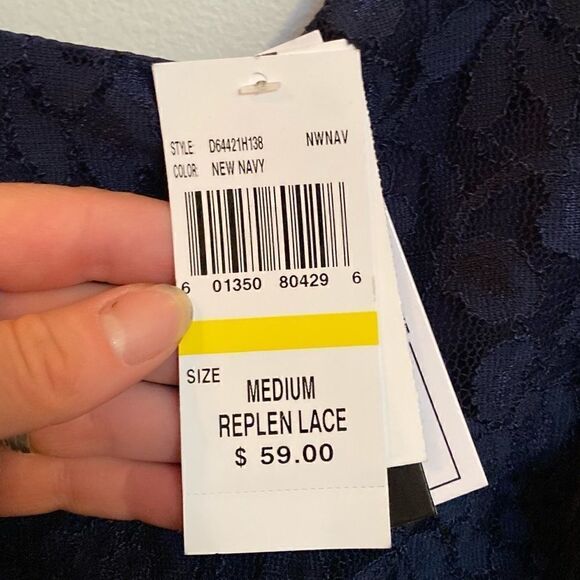 STYLE: D64421H138 NWNAV
COLOR: NEW NAVY
6 01350 80429 6
SIZE
MEDIUM
REPLEN LACE
$ 59.00